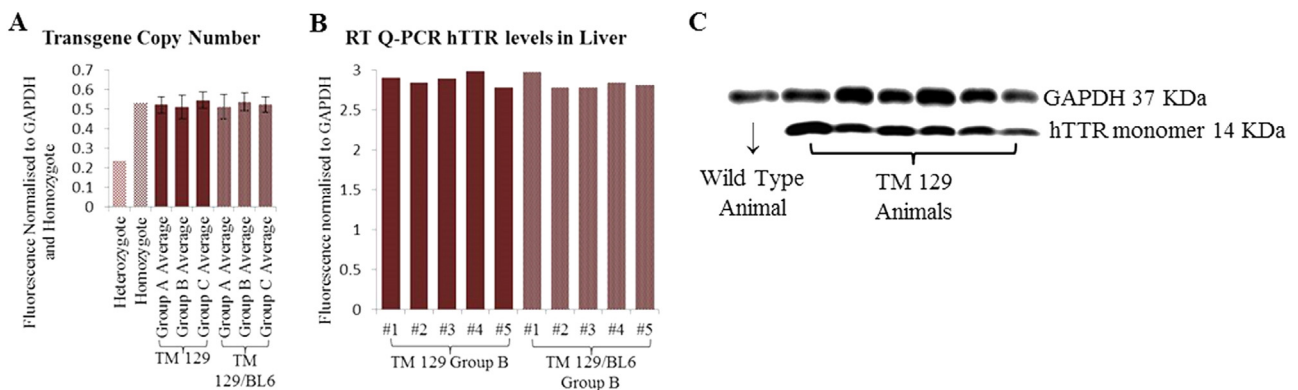 A
Transgene Copy Number
Fluorescence Normalised to GAPDH
and Homozygote
0.7
0.6
0.5
0.4
0.3
0.2
0.1
0
Heterozygote
Homozygote
Group A Average
Group B Average
Group C Average
Group A Average
Group B Average
Group C Average
TM 129
TM
129/BL6
B
RT Q-PCR hTTR levels in Liver
Fluorescence normalised to GAPDH
3
2.5
2
1.5
1
0.5
0
#1 #2 #3 #4 #5 #1 #2 #3 #4 #5
TM 129 Group B
TM 129/BL6
Group B
C
GAPDH 37 KDa
hTTR monomer 14 KDa
Wild Type
Animal
TM 129
Animals